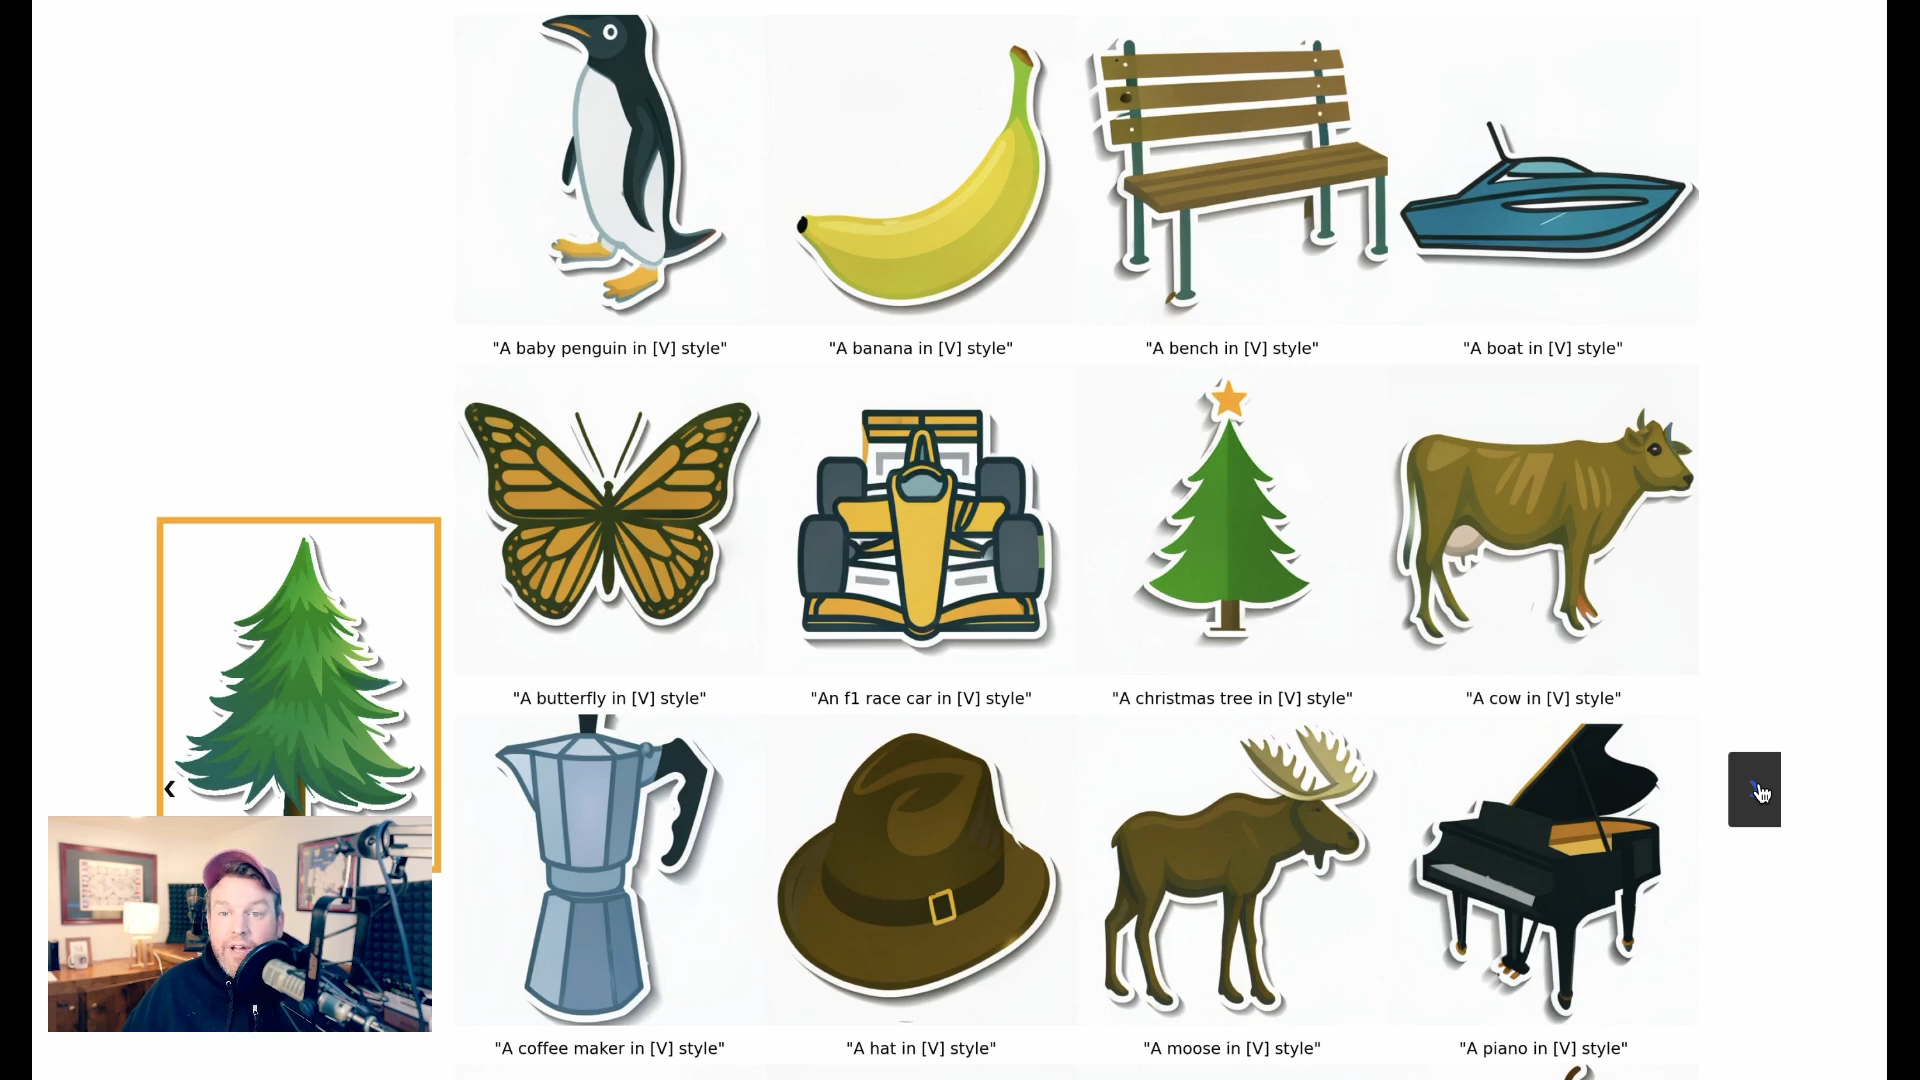 "A baby penguin in [V] style"
"A banana in [V] style"
"A bench in [V] style"
"A boat in [V] style"
"A butterfly in [V] style"
"An f1 race car in [V] style"
"A christmas tree in [V] style"
"A cow in [V] style"
"A coffee maker in [V] style"
"A hat in [V] style"
"A moose in [V] style"
"A piano in [V] style"